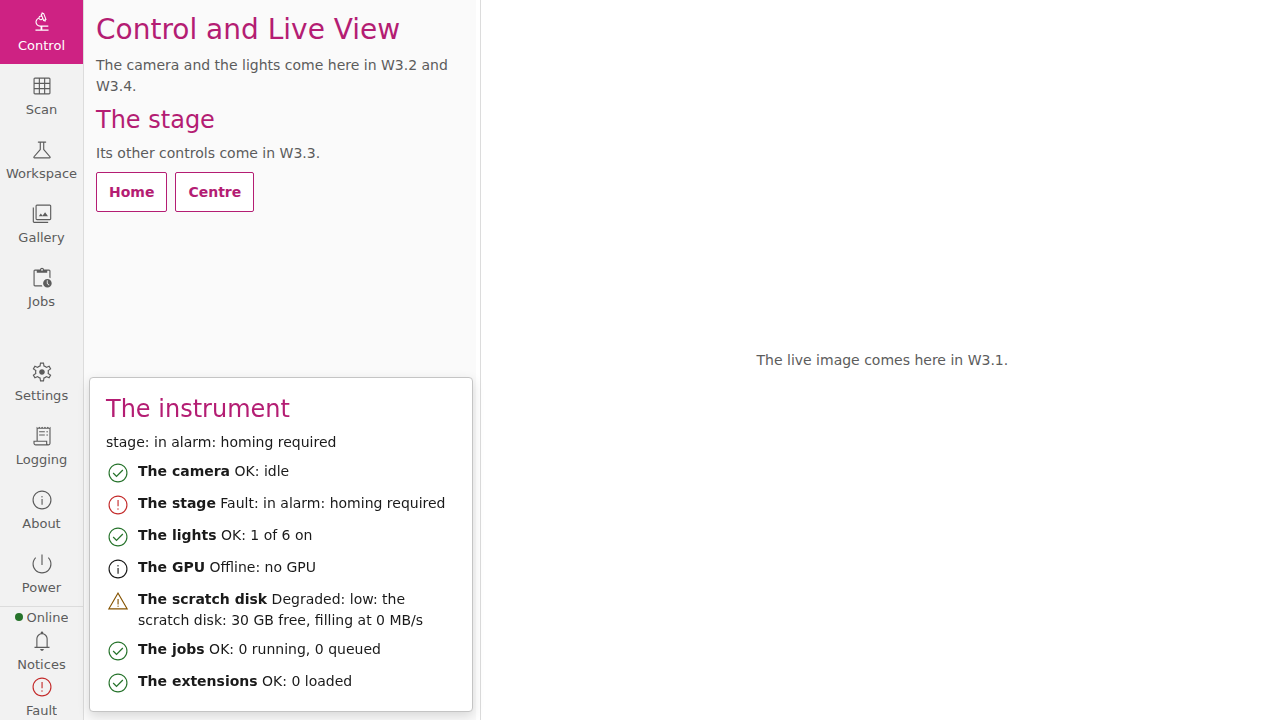 Control
Scan
Workspace
Gallery
Jobs
Settings
Logging
About
Power
Online
Notices
Fault
Control and Live View
The camera and the lights come here in W3.2 and
W3.4.
The stage
Its other controls come in W3.3.
Home
Centre
The instrument
stage: in alarm: homing required
The camera OK: idle
The stage Fault: in alarm: homing required
The lights OK: 1 of 6 on
The GPU Offline: no GPU
The scratch disk Degraded: low: the
scratch disk: 30 GB free, filling at 0 MB/s
The jobs OK: 0 running, 0 queued
The extensions OK: 0 loaded
The live image comes here in W3.1.